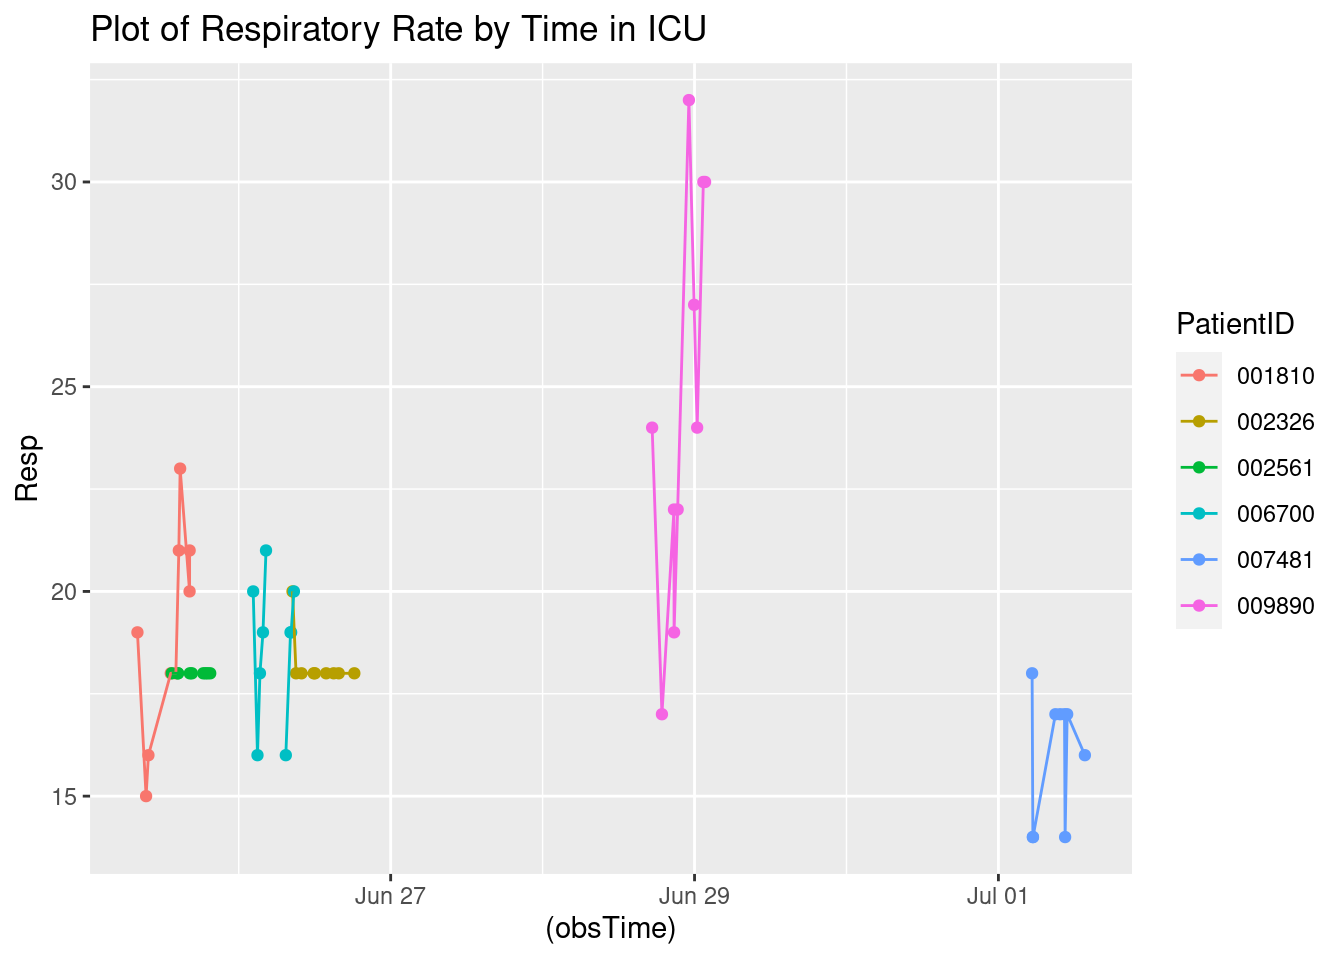 Plot of Respiratory Rate by Time in ICU
30
25
20
15
Resp
Jun 27
Jun 29
Jul 01
(obsTime)
PatientID
001810
002326
002561
006700
007481
009890